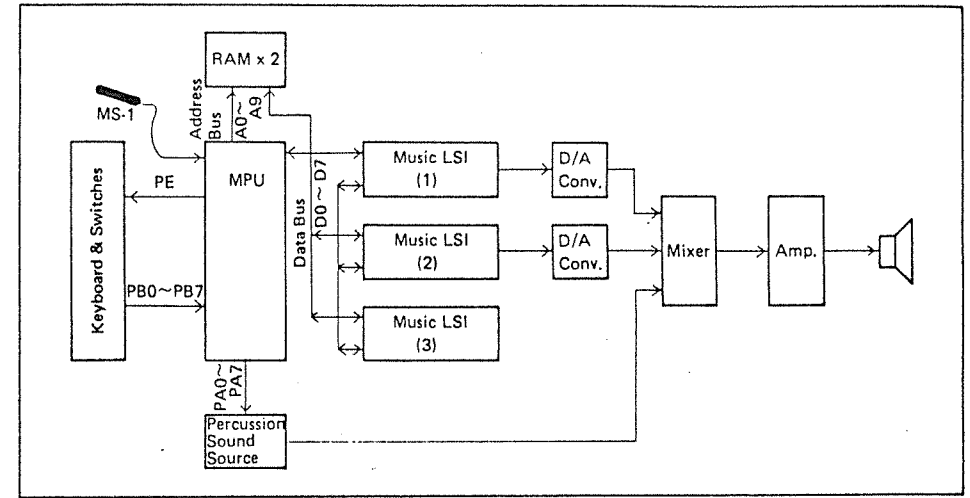 RAM x 2
MS-1
Address
Bus
A0~
A9
Keyboard & Switches
PE
PB0~PB7
MPU
Data Bus
D0 ~ D7
Music LSI
(1)
D/A
Conv.
Music LSI
(2)
D/A
Conv.
Music LSI
(3)
Mixer
Amp.
PA0~
PA7
Percussion
Sound
Source